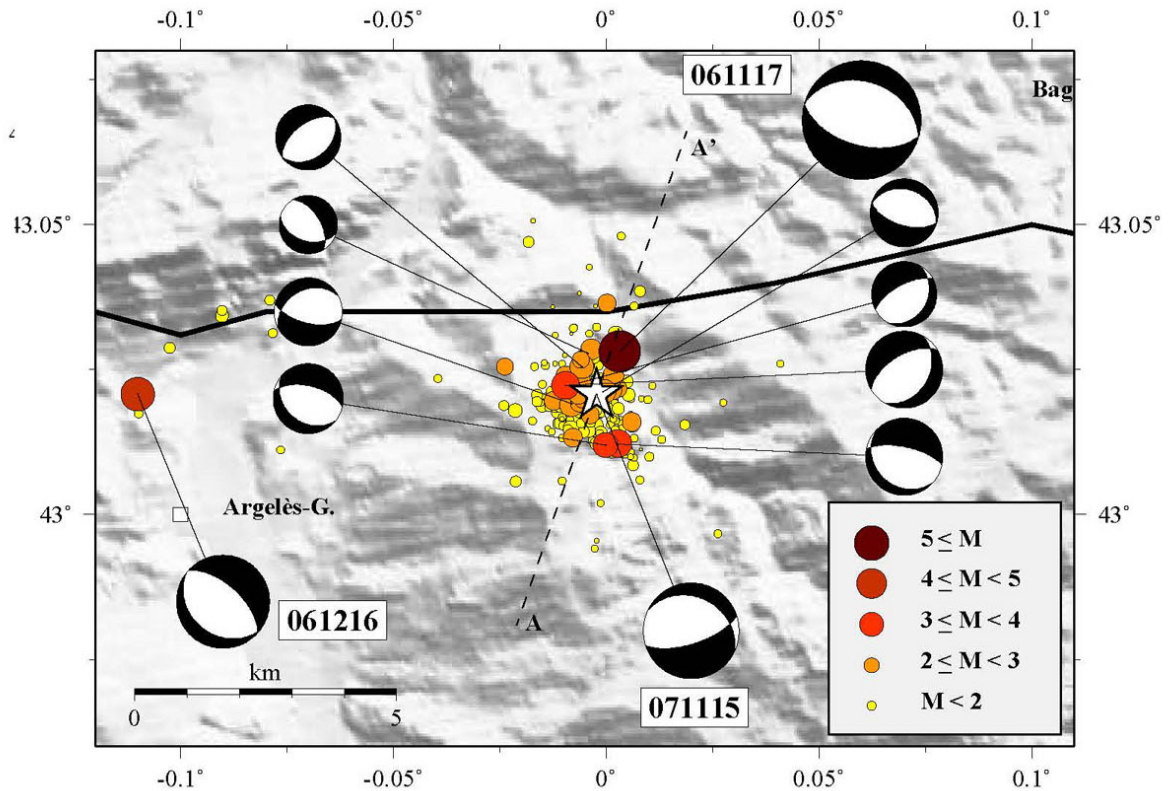 -0.1° -0.05° 0° 0.05° 0.1°
061117
Bag
A'
43.05° 43.05°
43° 43°
Argelès-G.
061216
A
071115
km
0 5
5 ≤ M
4 ≤ M < 5
3 ≤ M < 4
2 ≤ M < 3
M < 2
-0.1° -0.05° 0° 0.05° 0.1°